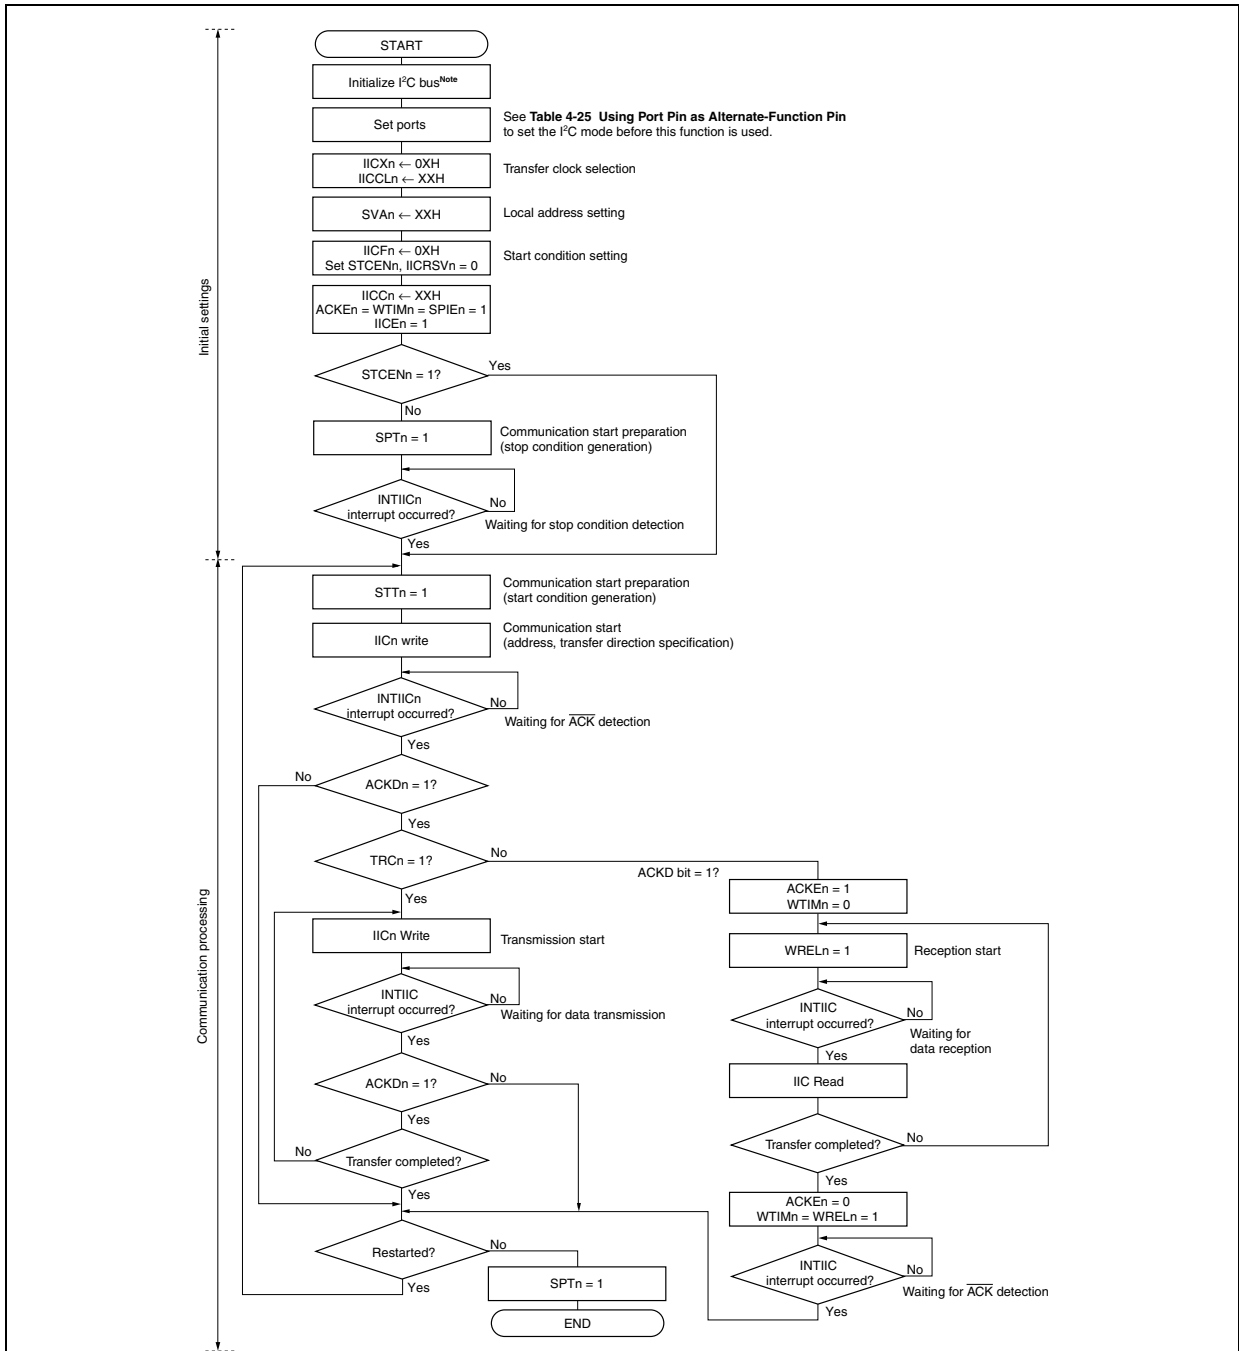 START
Initialize I²C bus^Note
Set ports
See Table 4-25 Using Port Pin as Alternate-Function Pin
to set the I²C mode before this function is used.
IICXn ← 0XH
IICCLn ← XXH
Transfer clock selection
SVAn ← XXH
Local address setting
IICFn ← 0XH
Set STCENn, IICRSVn = 0
Start condition setting
IICCn ← XXH
ACKEn = WTIMn = SPIEn = 1
IICEn = 1
Initial settings
STCENn = 1?
Yes
No
SPTn = 1
Communication start preparation
(stop condition generation)
INTIICn
interrupt occurred?
No
Waiting for stop condition detection
Yes
STTn = 1
Communication start preparation
(start condition generation)
IICn write
Communication start
(address, transfer direction specification)
INTIICn
interrupt occurred?
No
Waiting for A̅C̅K̅ detection
Yes
No
ACKDn = 1?
Yes
TRCn = 1?
No
ACKD bit = 1?
Yes
Communication processing
IICn Write
Transmission start
INTIIC
interrupt occurred?
No
Waiting for data transmission
Yes
ACKDn = 1?
No
Yes
No
Transfer completed?
Yes
Restarted?
No
Yes
SPTn = 1
END
ACKEn = 1
WTIMn = 0
WRELn = 1
Reception start
INTIIC
interrupt occurred?
No
Waiting for
data reception
Yes
IIC Read
Transfer completed?
No
Yes
ACKEn = 0
WTIMn = WRELn = 1
INTIIC
interrupt occurred?
No
Waiting for A̅C̅K̅ detection
Yes